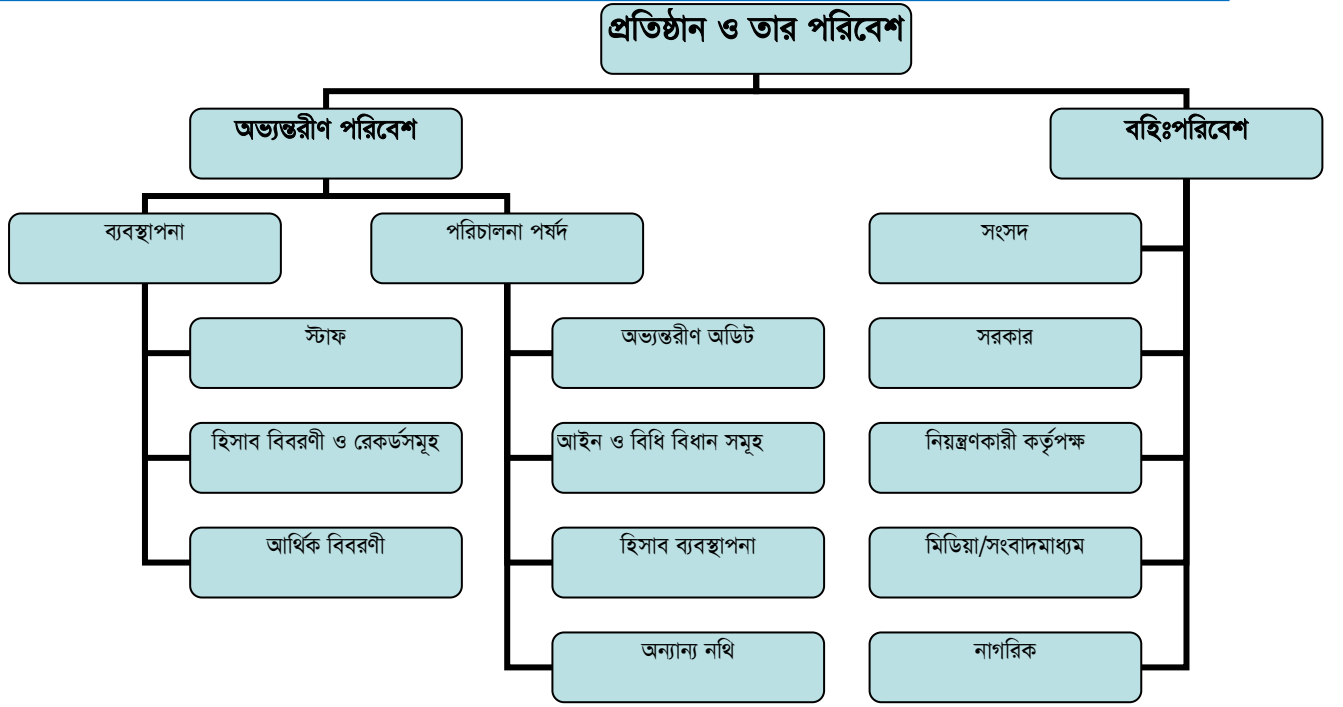 প্রতিষ্ঠান ও তার পরিবেশ
অভ্যন্তরীণ পরিবেশ
বহিঃপরিবেশ
ব্যবস্থাপনা
পরিচালনা পর্ষদ
সংসদ
স্টাফ
অভ্যন্তরীণ অডিট
সরকার
হিসাব বিবরণী ও রেকর্ডসমূহ
আইন ও বিধি বিধান সমূহ
নিয়ন্ত্রণকারী কর্তৃপক্ষ
আর্থিক বিবরণী
হিসাব ব্যবস্থাপনা
মিডিয়া/সংবাদমাধ্যম
অন্যান্য নথি
নাগরিক